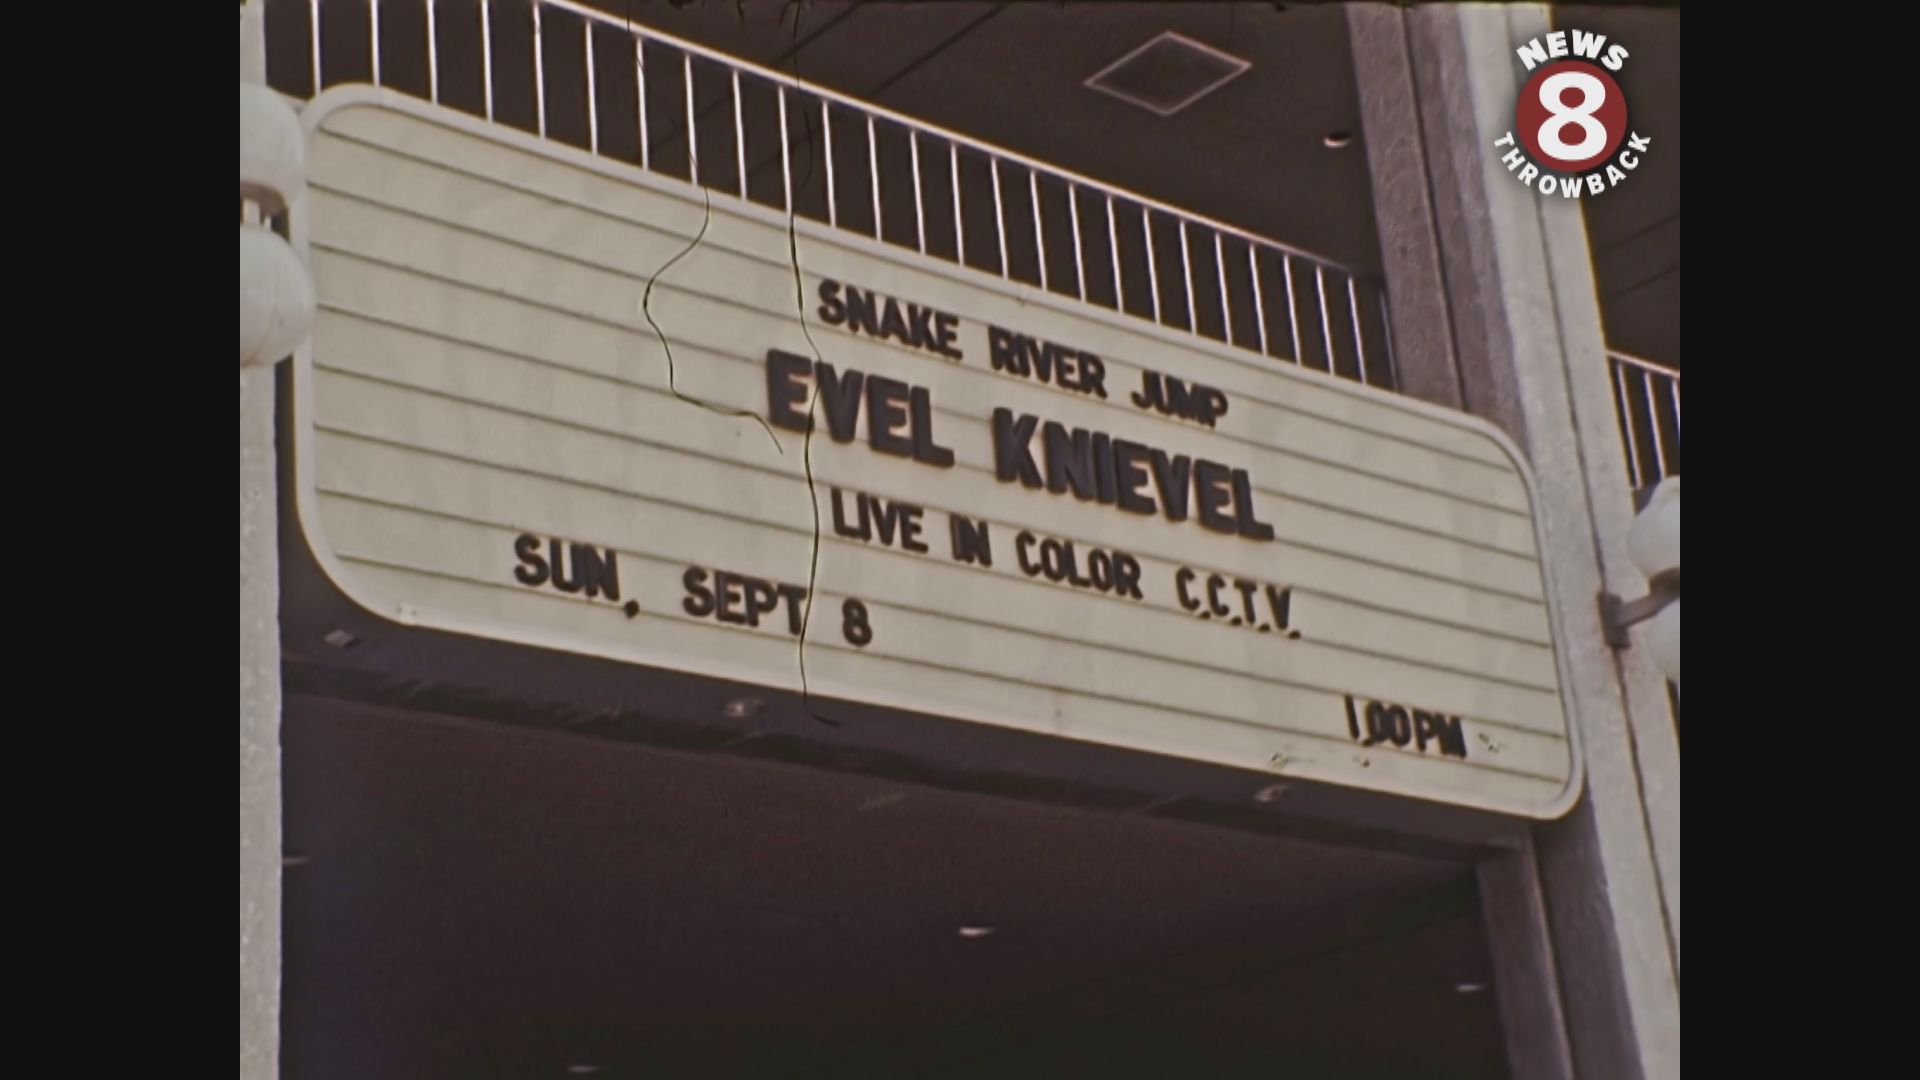 NEWS
8
THROWBACK
SNAKE RIVER JUMP
EVEL KNIEVEL
LIVE IN COLOR C.C.T.V.
SUN, SEPT 8
1,00PM